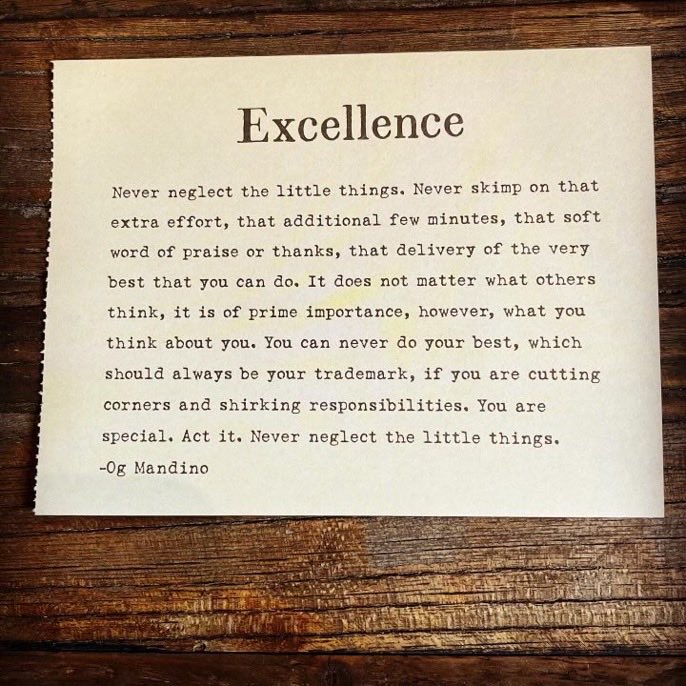 Excellence
Never neglect the little things. Never skimp on that
extra effort, that additional few minutes, that soft
word of praise or thanks, that delivery of the very
best that you can do. It does not matter what others
think, it is of prime importance, however, what you
think about you. You can never do your best, which
should always be your trademark, if you are cutting
corners and shirking responsibilities. You are
special. Act it. Never neglect the little things.
-Og Mandino